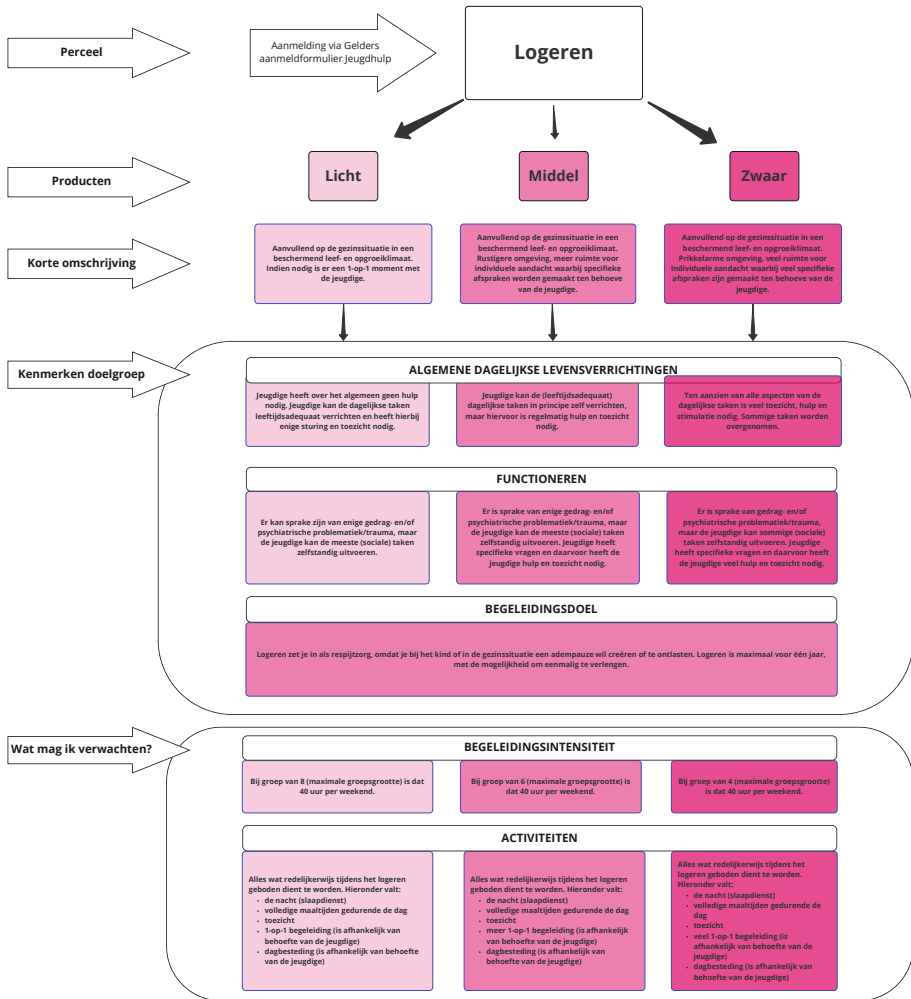 Perceel
Aanmelding via Gelders
aanmeldformulier Jeugdhulp
Logeren
Producten
Licht
Middel
Zwaar
Korte omschrijving
Aanvullend op de gezinssituatie in een
beschermend leef- en opgroeiklimaat.
Indien nodig is er een 1-op-1 moment met
de jeugdige.
Aanvullend op de gezinssituatie in een
beschermend leef- en opgroeiklimaat.
Rustigere omgeving, meer ruimte voor
individuele aandacht waarbij specifieke
afspraken worden gemaakt ten behoeve
van de jeugdige.
Aanvullend op de gezinssituatie in een
beschermend leef- en opgroeiklimaat.
Prikkelarme omgeving, veel ruimte voor
individuele aandacht waarbij veel specifieke
afspraken zijn gemaakt ten behoeve van de
jeugdige.
Kenmerken doelgroep
ALGEMENE DAGELIJKSE LEVENSVERRICHTINGEN
Jeugdige heeft over het algemeen geen hulp
nodig. Jeugdige kan de dagelijkse taken
leeftijdsadequaat verrichten en heeft hierbij
enige sturing en toezicht nodig.
Jeugdige kan de (leeftijdsadequaat)
dagelijkse taken in principe zelf verrichten,
maar hiervoor is regelmatig hulp en toezicht
nodig.
Ten aanzien van alle aspecten van de
dagelijkse taken is veel toezicht, hulp en
stimulatie nodig. Sommige taken worden
overgenomen.
FUNCTIONEREN
Er kan sprake zijn van enige gedrag- en/of
psychiatrische problematiek/trauma, maar
de jeugdige kan de meeste (sociale) taken
zelfstandig uitvoeren.
Er is sprake van enige gedrag- en/of
psychiatrische problematiek/trauma, maar
de jeugdige kan de meeste (sociale) taken
zelfstandig uitvoeren. Jeugdige heeft
specifieke vragen en daarvoor heeft de
jeugdige hulp en toezicht nodig.
Er is sprake van gedrag- en/of
psychiatrische problematiek/trauma,
maar de jeugdige kan sommige (sociale)
taken zelfstandig uitvoeren. Jeugdige
heeft specifieke vragen en daarvoor heeft
de jeugdige veel hulp en toezicht nodig.
BEGELEIDINGSDOEL
Logeren zet je in als respijtzorg, omdat je bij het kind of in de gezinssituatie een adempauze wil creëren of te ontlasten. Logeren is maximaal voor één jaar,
met de mogelijkheid om eenmalig te verlengen.
Wat mag ik verwachten?
BEGELEIDINGSINTENSITEIT
Bij groep van 8 (maximale groepsgrootte) is dat
40 uur per weekend.
Bij groep van 6 (maximale groepsgrootte) is
dat 40 uur per weekend.
Bij groep van 4 (maximale groepsgrootte)
is dat 40 uur per weekend.
ACTIVITEITEN
Alles wat redelijkerwijs tijdens het logeren
geboden dient te worden. Hieronder valt:
• de nacht (slaapdienst)
• volledige maaltijden gedurende de dag
• toezicht
• 1-op-1 begeleiding (is afhankelijk van
behoefte van de jeugdige)
• dagbesteding (is afhankelijk van behoefte
van de jeugdige)
Alles wat redelijkerwijs tijdens het logeren
geboden dient te worden. Hieronder valt:
• de nacht (slaapdienst)
• volledige maaltijden gedurende de dag
• toezicht
• meer 1-op-1 begeleiding (is afhankelijk
van behoefte van de jeugdige)
• dagbesteding (is afhankelijk van behoefte
van de jeugdige)
Alles wat redelijkerwijs tijdens het
logeren geboden dient te worden.
Hieronder valt:
• de nacht (slaapdienst)
• volledige maaltijden gedurende de
dag
• toezicht
• veel 1-op-1 begeleiding (is
afhankelijk van behoefte van de
jeugdige)
• dagbesteding (is afhankelijk van
behoefte van de jeugdige)